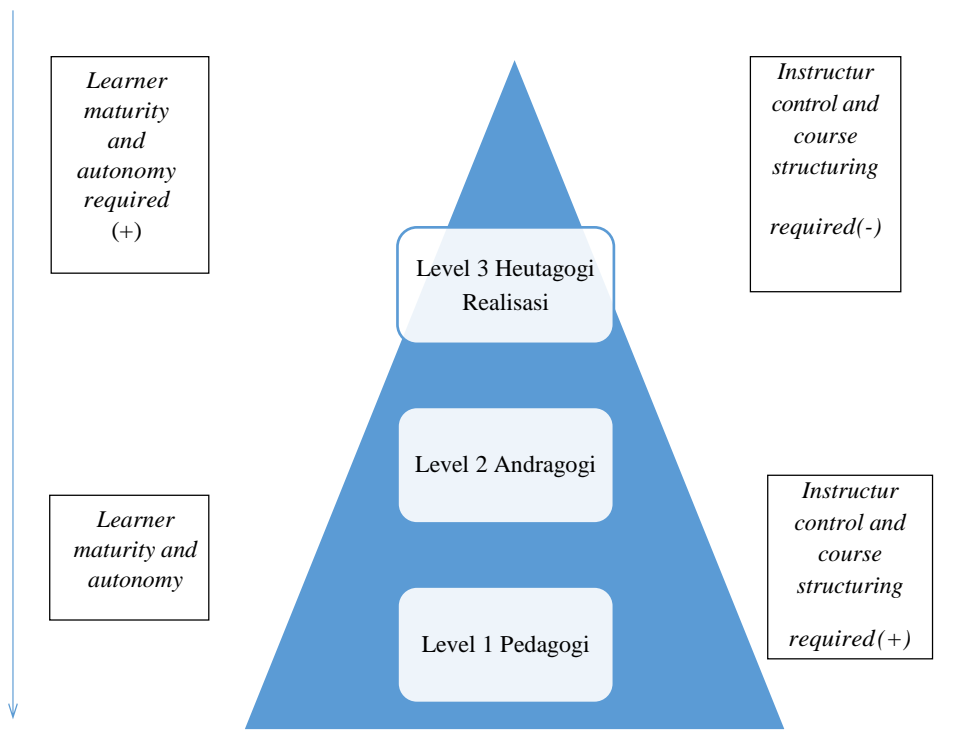 Learner
maturity
and
autonomy
required
(+)
Instructur
control and
course
structuring
required(-)
Level 3 Heutagogi
Realisasi
Level 2 Andragogi
Learner
maturity and
autonomy
Instructur
control and
course
structuring
required(+)
Level 1 Pedagogi